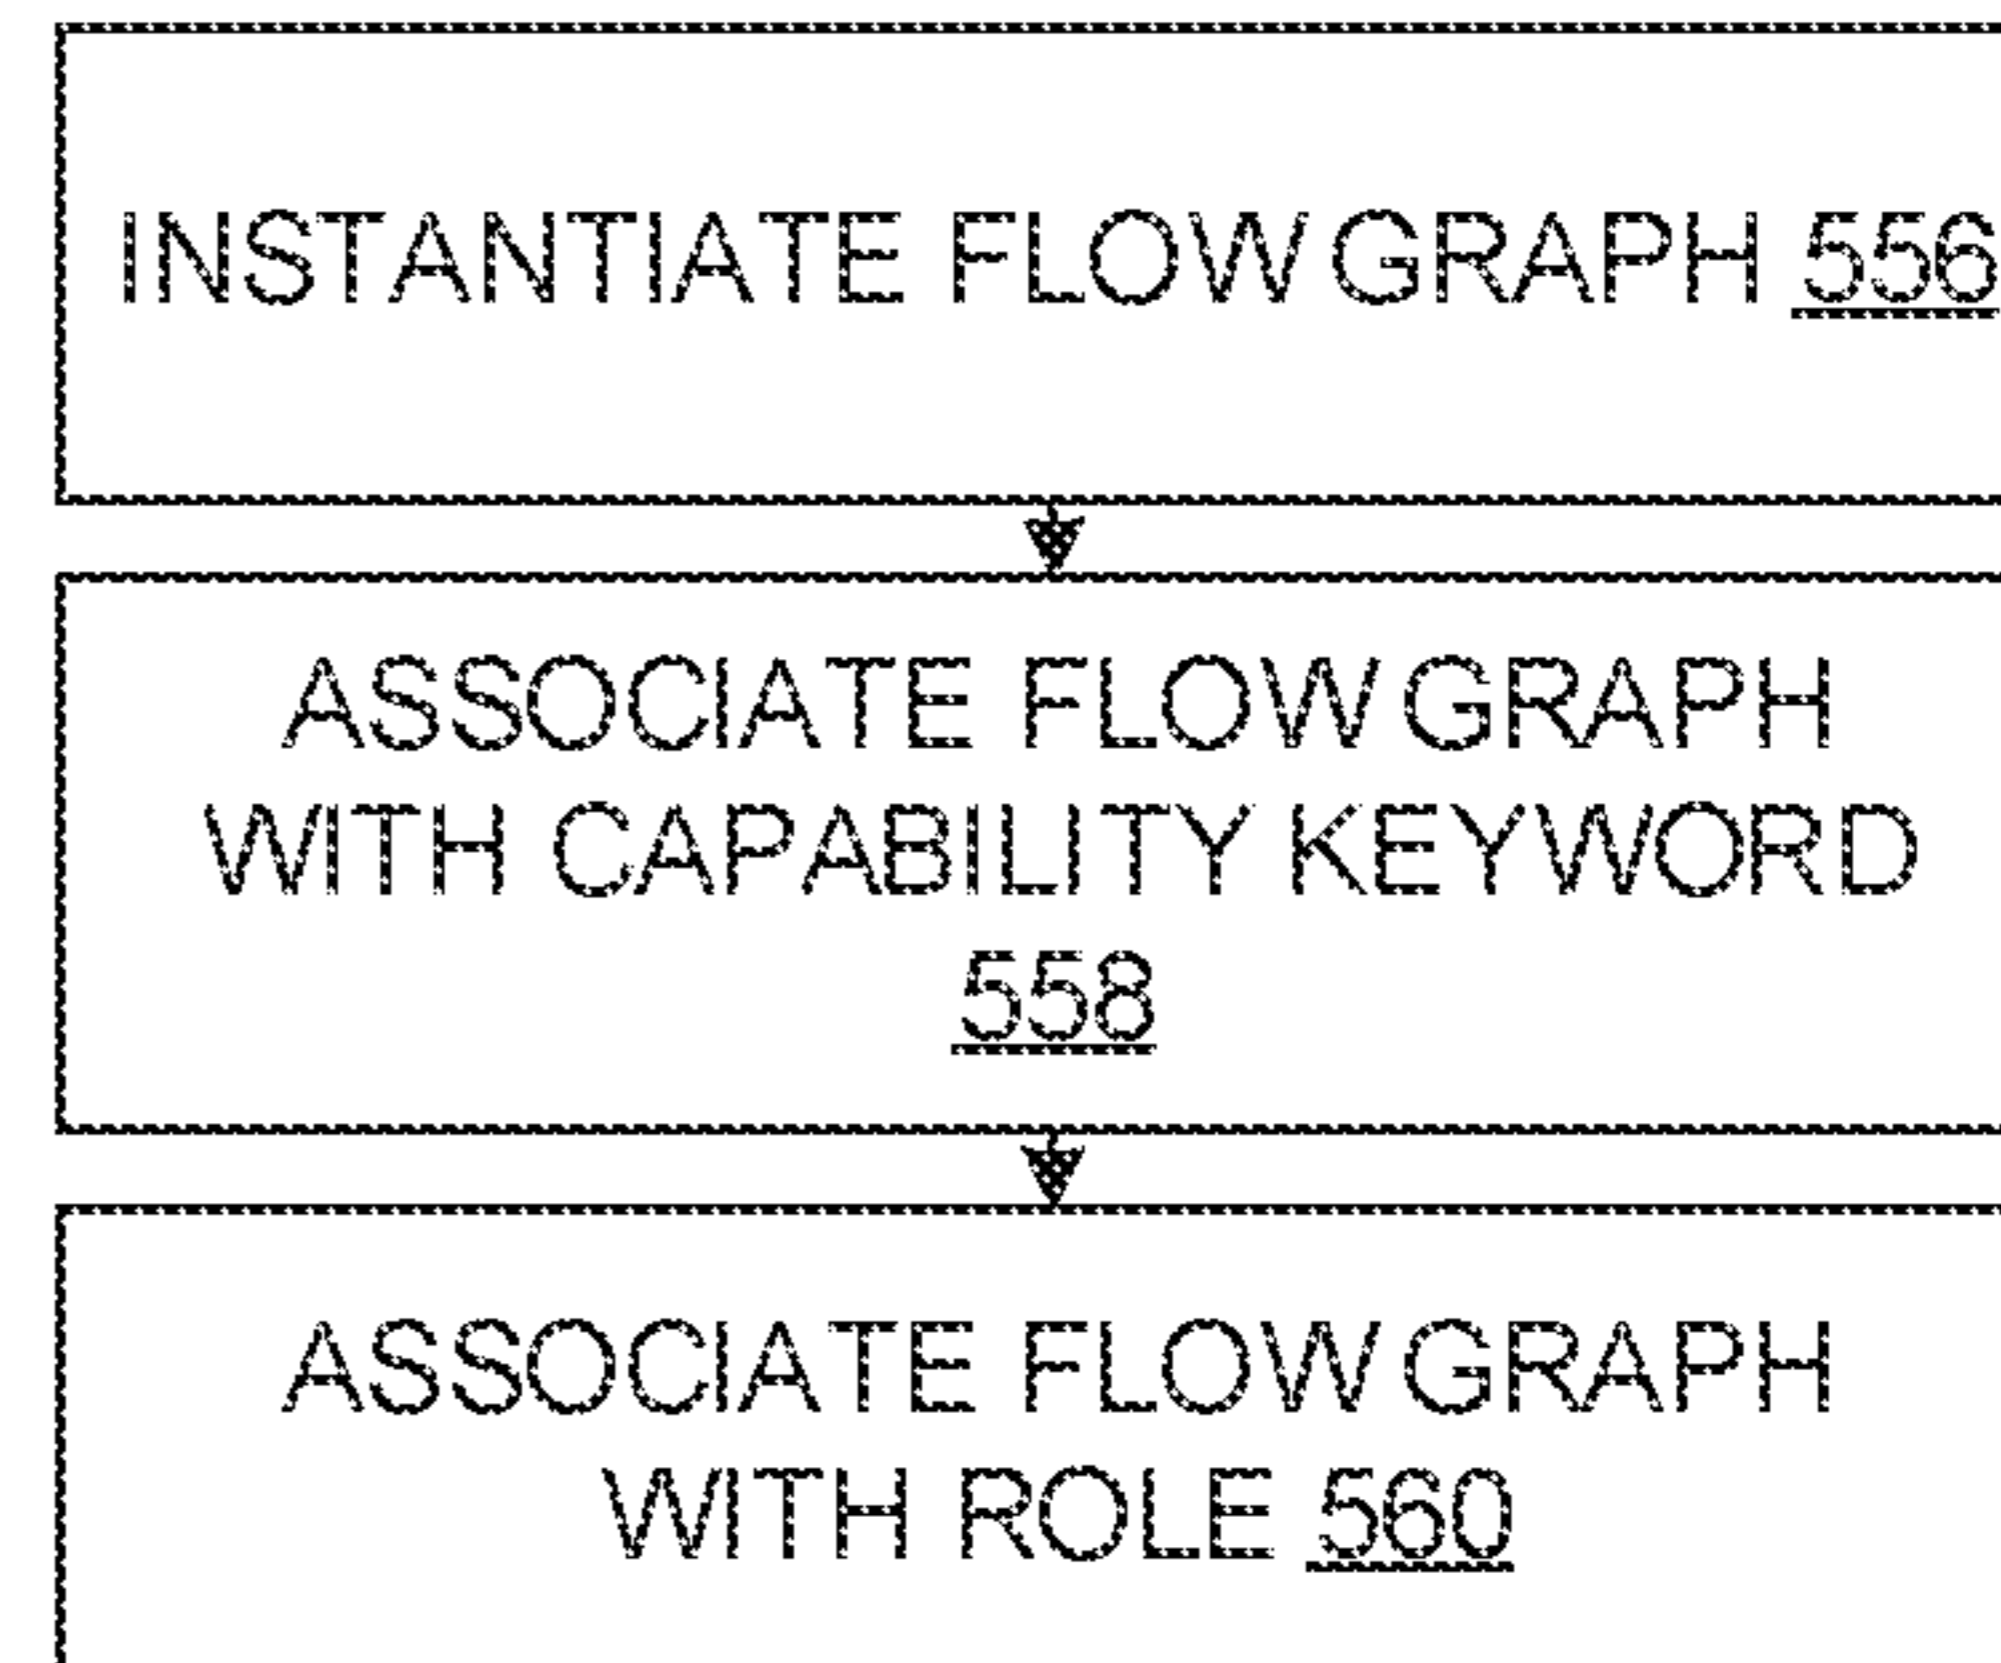 INSTANTIATE FLOW GRAPH 556
ASSOCIATE FLOW GRAPH
WITH CAPABILITY KEYWORD
558
ASSOCIATE FLOW GRAPH
WITH ROLE 560